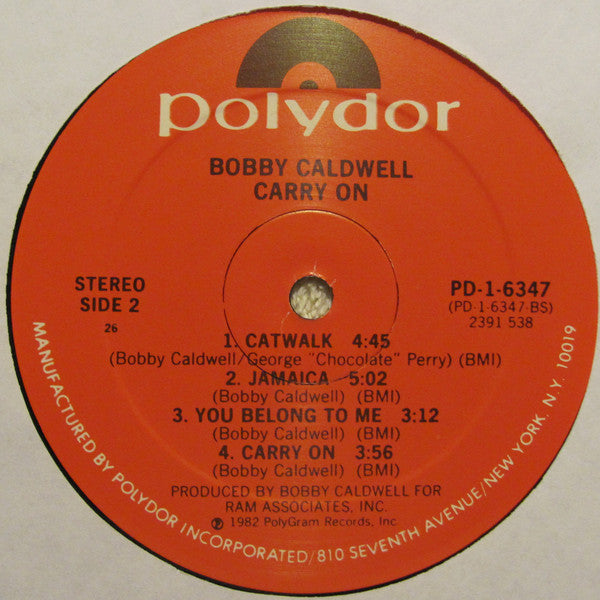 polydor
BOBBY CALDWELL
CARRY ON
STEREO
SIDE 2
26
PD-1-6347
(PD-1-6347-BS)
2391 538
1. CATWALK 4:45
(Bobby Caldwell/George "Chocolate" Perry) (BMI)
2. JAMAICA 5:02
(Bobby Caldwell) (BMI)
3. YOU BELONG TO ME 3:12
(Bobby Caldwell) (BMI)
4. CARRY ON 3:56
(Bobby Caldwell) (BMI)
PRODUCED BY BOBBY CALDWELL FOR
RAM ASSOCIATES, INC.
℗ 1982 PolyGram Records, Inc
MANUFACTURED BY POLYDOR INCORPORATED/810 SEVENTH AVENUE/NEW YORK. N.Y. 10019